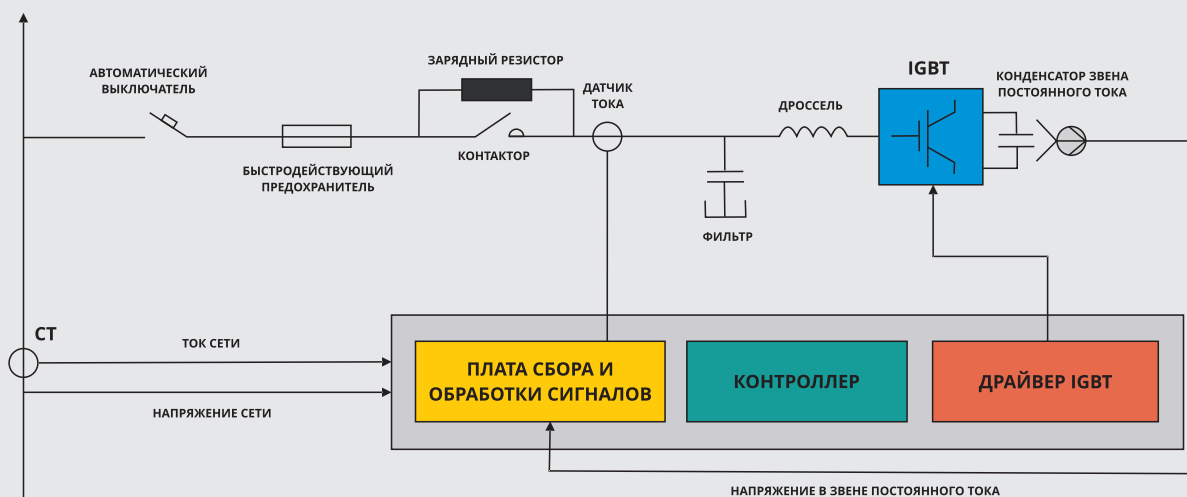 АВТОМАТИЧЕСКИЙ
ВЫКЛЮЧАТЕЛЬ
БЫСТРОДЕЙСТВУЮЩИЙ
ПРЕДОХРАНИТЕЛЬ
ЗАРЯДНЫЙ РЕЗИСТОР
КОНТАКТОР
ДАТЧИК
ТОКА
ФИЛЬТР
ДРОССЕЛЬ
IGBT
КОНДЕНСАТОР ЗВЕНА
ПОСТОЯННОГО ТОКА
СТ
ТОК СЕТИ
НАПРЯЖЕНИЕ СЕТИ
ПЛАТА СБОРА И
ОБРАБОТКИ СИГНАЛОВ
КОНТРОЛЛЕР
ДРАЙВЕР IGBT
НАПРЯЖЕНИЕ В ЗВЕНЕ ПОСТОЯННОГО ТОКА